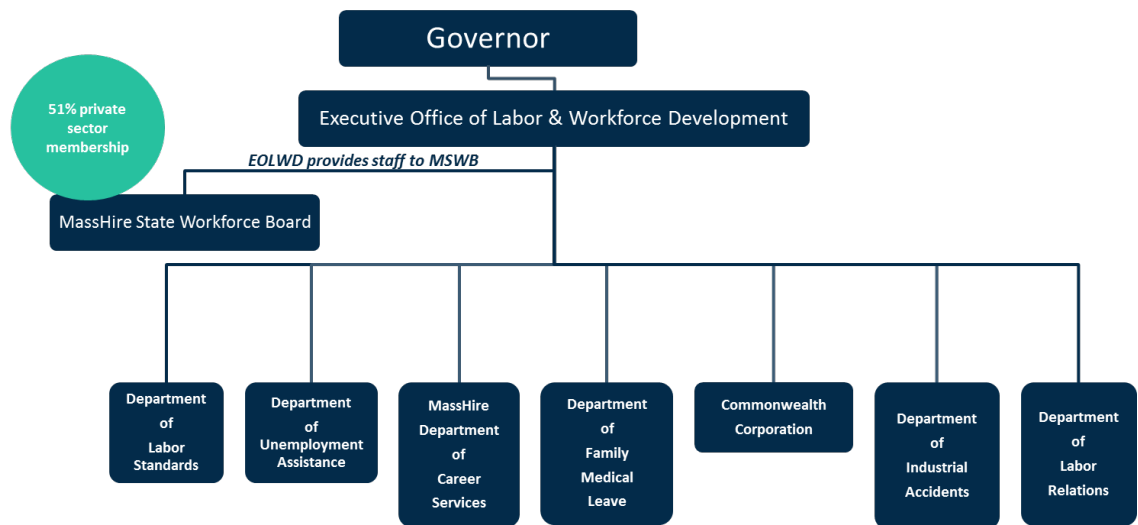 Governor
51% private
sector
membership
Executive Office of Labor & Workforce Development
EOLWD provides staff to MSWB
MassHire State Workforce Board
Department
of
Labor
Standards
Department
of
Unemployment
Assistance
MassHire
Department
of
Career
Services
Department
of
Family
Medical
Leave
Commonwealth
Corporation
Department
of
Industrial
Accidents
Department
of
Labor
Relations